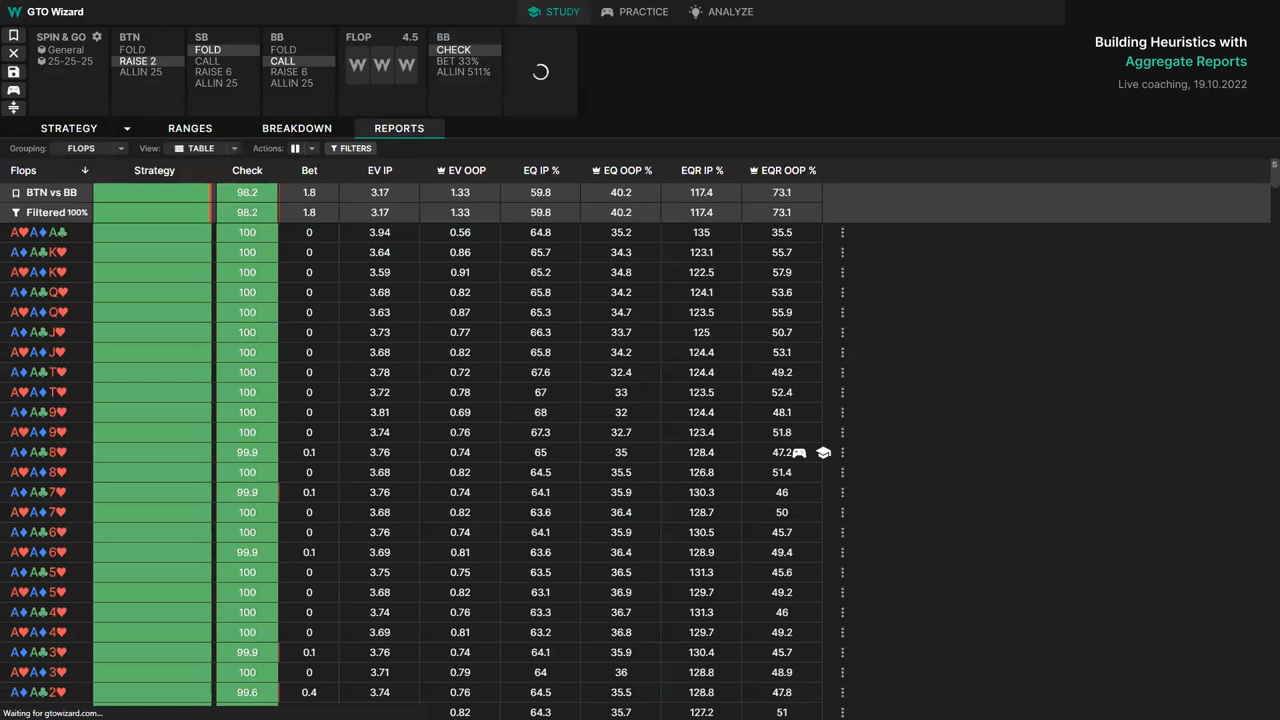 GTO Wizard
STUDY
PRACTICE
ANALYZE
SPIN & GO
General
25-25-25
BTN
FOLD
RAISE 2
ALLIN 25
SB
FOLD
CALL
RAISE 6
ALLIN 25
BB
FOLD
CALL
RAISE 6
ALLIN 25
FLOP 4.5
W W W
BB
CHECK
BET 33%
ALLIN 511%
Building Heuristics with
Aggregate Reports
Live coaching, 19.10.2022
STRATEGY RANGES BREAKDOWN REPORTS
Grouping: FLOPS View: TABLE Actions: FILTERS
Flops ↓ Strategy Check Bet EV IP EV OOP EQ IP % EQ OOP % EQR IP % EQR OOP %
S
BTN vs BB 98.2 1.8 3.17 1.33 59.8 40.2 117.4 73.1
Filtered 100% 98.2 1.8 3.17 1.33 59.8 40.2 117.4 73.1
A♥A♦A♣ 100 0 3.94 0.56 64.8 35.2 135 35.5
A♦A♣K♥ 100 0 3.64 0.86 65.7 34.3 123.1 55.7
A♥A♦K♥ 100 0 3.59 0.91 65.2 34.8 122.5 57.9
A♦A♣Q♥ 100 0 3.68 0.82 65.8 34.2 124.1 53.6
A♥A♦Q♥ 100 0 3.63 0.87 65.3 34.7 123.5 55.9
A♦A♣J♥ 100 0 3.73 0.77 66.3 33.7 125 50.7
A♥A♦J♥ 100 0 3.68 0.82 65.8 34.2 124.4 53.1
A♦A♣T♥ 100 0 3.78 0.72 67.6 32.4 124.4 49.2
A♥A♦T♥ 100 0 3.72 0.78 67 33 123.5 52.4
A♦A♣9♥ 100 0 3.81 0.69 68 32 124.4 48.1
A♥A♦9♥ 100 0 3.74 0.76 67.3 32.7 123.4 51.8
A♦A♣8♥ 99.9 0.1 3.76 0.74 65 35 128.4 47.2
A♥A♦8♥ 100 0 3.68 0.82 64.5 35.5 126.8 51.4
A♦A♣7♥ 99.9 0.1 3.76 0.74 64.1 35.9 130.3 46
A♥A♦7♥ 100 0 3.68 0.82 63.6 36.4 128.7 50
A♦A♣6♥ 100 0 3.74 0.76 64.1 35.9 130.5 45.7
A♥A♦6♥ 99.9 0.1 3.69 0.81 63.6 36.4 128.9 49.4
A♦A♣5♥ 100 0 3.75 0.75 63.5 36.5 131.3 45.6
A♥A♦5♥ 100 0 3.68 0.82 63.1 36.9 129.7 49.2
A♦A♣4♥ 100 0 3.74 0.76 63.3 36.7 131.3 46
A♥A♦4♥ 100 0 3.69 0.81 63.2 36.8 129.7 49.2
A♦A♣3♥ 99.9 0.1 3.76 0.74 64.1 35.9 130.4 45.7
A♥A♦3♥ 100 0 3.71 0.79 64 36 128.8 48.9
A♦A♣2♥ 99.6 0.4 3.74 0.76 64.5 35.5 128.8 47.8
0.82 64.3 35.7 127.2 51
Waiting for gtowizard.com...